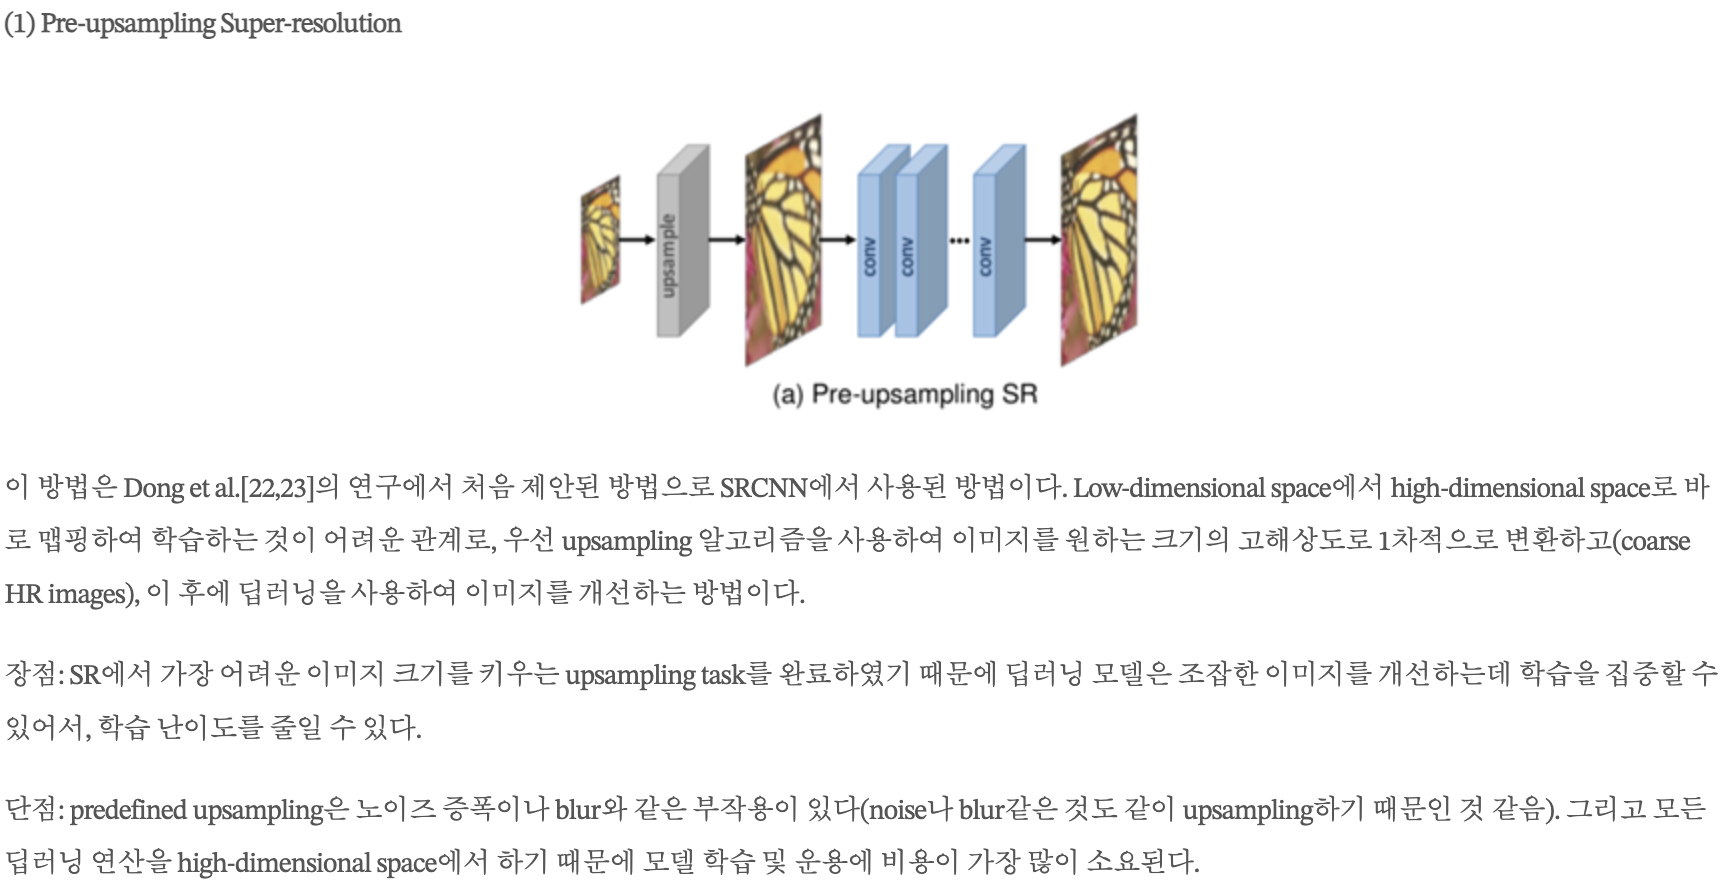 (1) Pre-upsampling Super-resolution
upsample
conv
conv
conv
(a) Pre-upsampling SR
이 방법은 Dong et al.[22,23]의 연구에서 처음 제안된 방법으로 SRCNN에서 사용된 방법이다. Low-dimensional space에서 high-dimensional space로 바
로 맵핑하여 학습하는 것이 어려운 관계로, 우선 upsampling 알고리즘을 사용하여 이미지를 원하는 크기의 고해상도로 1차적으로 변환하고(coarse
HR images), 이 후에 딥러닝을 사용하여 이미지를 개선하는 방법이다.
장점: SR에서 가장 어려운 이미지 크기를 키우는 upsampling task를 완료하였기 때문에 딥러닝 모델은 조잡한 이미지를 개선하는데 학습을 집중할 수
있어서, 학습 난이도를 줄일 수 있다.
단점: predefined upsampling은 노이즈 증폭이나 blur와 같은 부작용이 있다(noise나 blur같은 것도 같이 upsampling하기 때문인 것 같음). 그리고 모든
딥러닝 연산을 high-dimensional space에서 하기 때문에 모델 학습 및 운용에 비용이 가장 많이 소요된다.